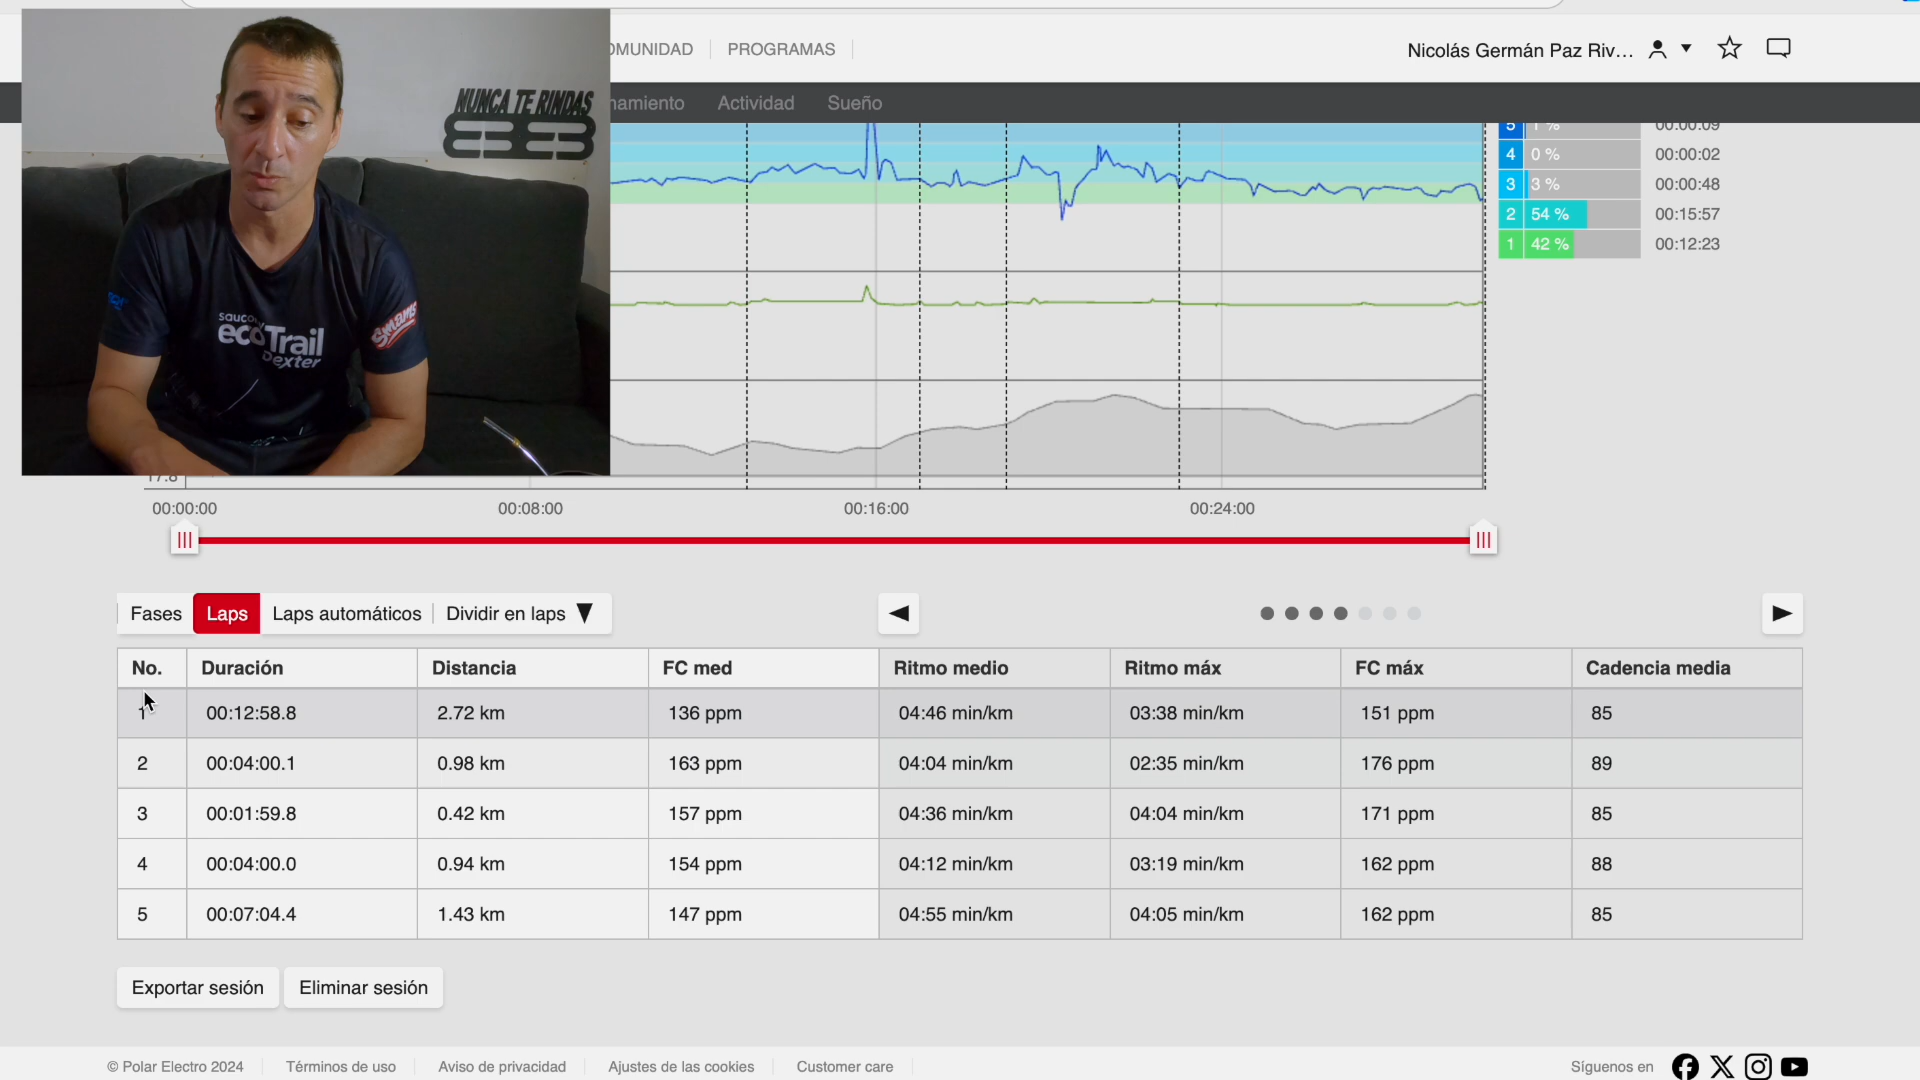 OMUNIDAD
PROGRAMAS
Nicolás Germán Paz Riv...
namiento
Actividad
Sueño
NUNCA TE RINDAS
saucony
ecoTrail
Dexter
5 1 % 00:00:09
4 0 % 00:00:02
3 3 % 00:00:48
2 54 % 00:15:57
1 42 % 00:12:23
17.8
00:00:00 00:08:00 00:16:00 00:24:00
Fases Laps Laps automáticos Dividir en laps
No. Duración Distancia FC med Ritmo medio Ritmo máx FC máx Cadencia media
1 00:12:58.8 2.72 km 136 ppm 04:46 min/km 03:38 min/km 151 ppm 85
2 00:04:00.1 0.98 km 163 ppm 04:04 min/km 02:35 min/km 176 ppm 89
3 00:01:59.8 0.42 km 157 ppm 04:36 min/km 04:04 min/km 171 ppm 85
4 00:04:00.0 0.94 km 154 ppm 04:12 min/km 03:19 min/km 162 ppm 88
5 00:07:04.4 1.43 km 147 ppm 04:55 min/km 04:05 min/km 162 ppm 85
Exportar sesión Eliminar sesión
© Polar Electro 2024 Términos de uso Aviso de privacidad Ajustes de las cookies Customer care Síguenos en